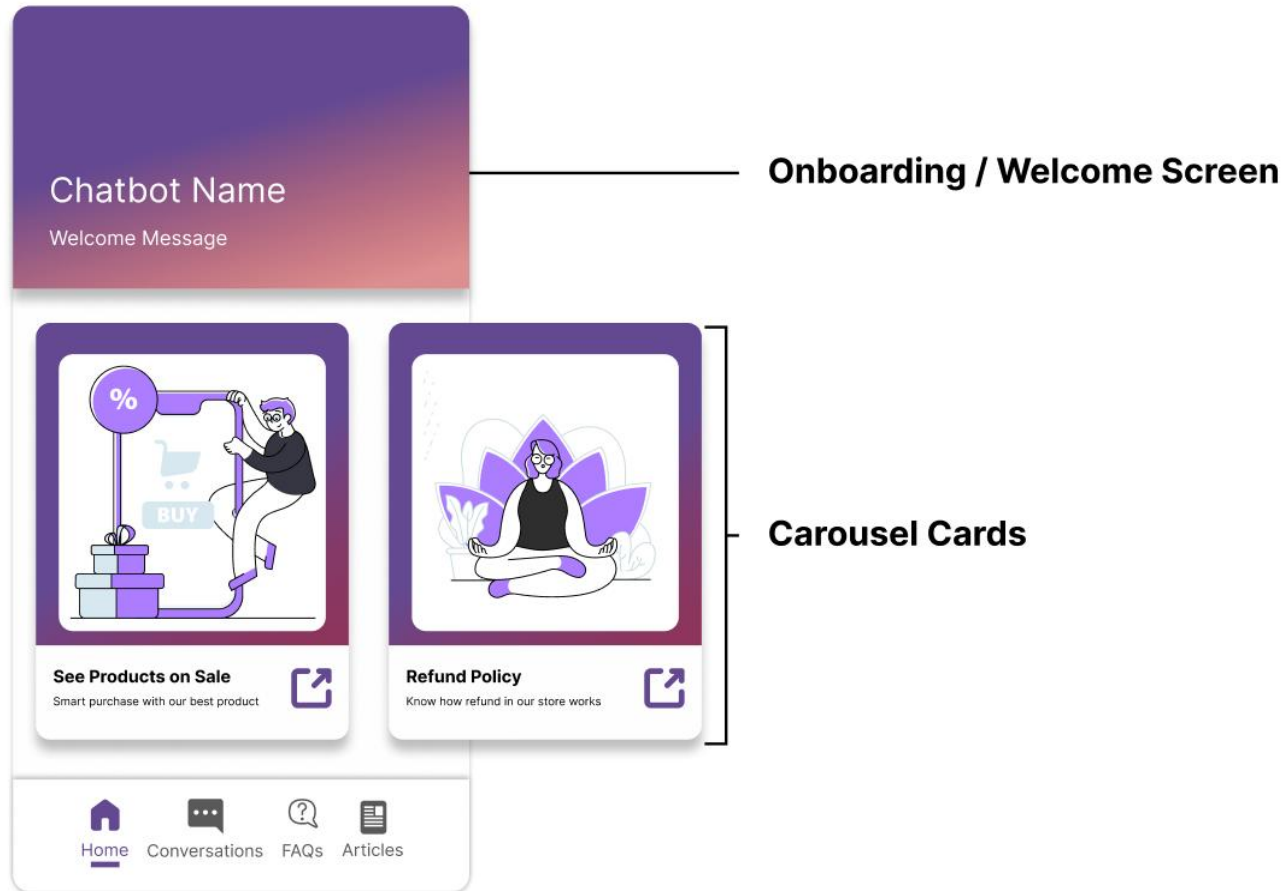 Chatbot Name
Welcome Message
Onboarding / Welcome Screen
%
BUY
See Products on Sale
Smart purchase with our best product
Refund Policy
Know how refund in our store works
Carousel Cards
Home
Conversations
FAQs
Articles